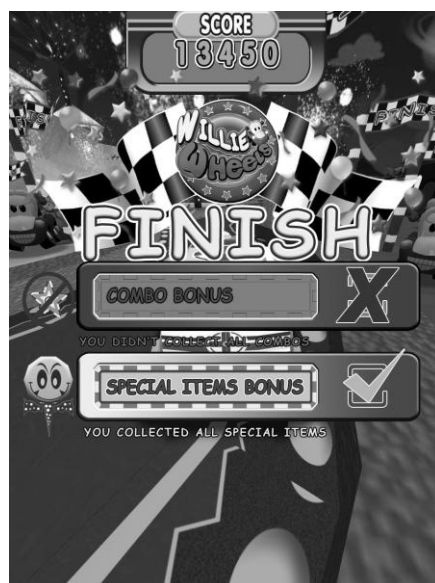 SCORE
13450
WILLIE
WHEELS
FINISH
COMBO BONUS
X
YOU DIDN'T COLLECT ALL COMBOS
SPECIAL ITEMS BONUS
YOU COLLECTED ALL SPECIAL ITEMS